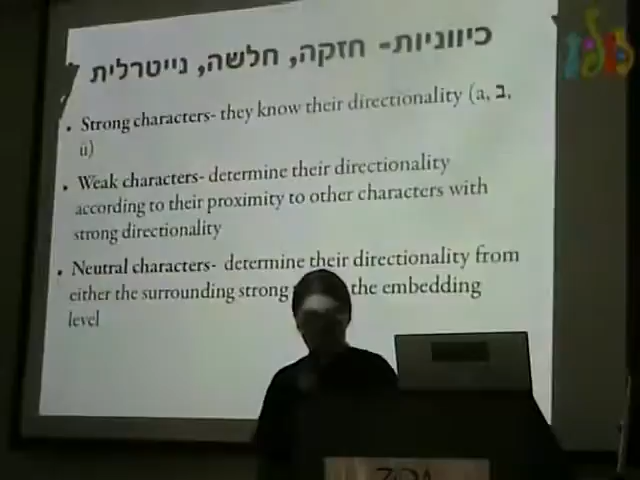 כיווניות- חזקה, חלשה, נייטרלית
• Strong characters- they know their directionality (a, ב,
ü)
• Weak characters- determine their directionality
according to their proximity to other characters with
strong directionality
• Neutral characters- determine their directionality from
either the surrounding strong the embedding
level